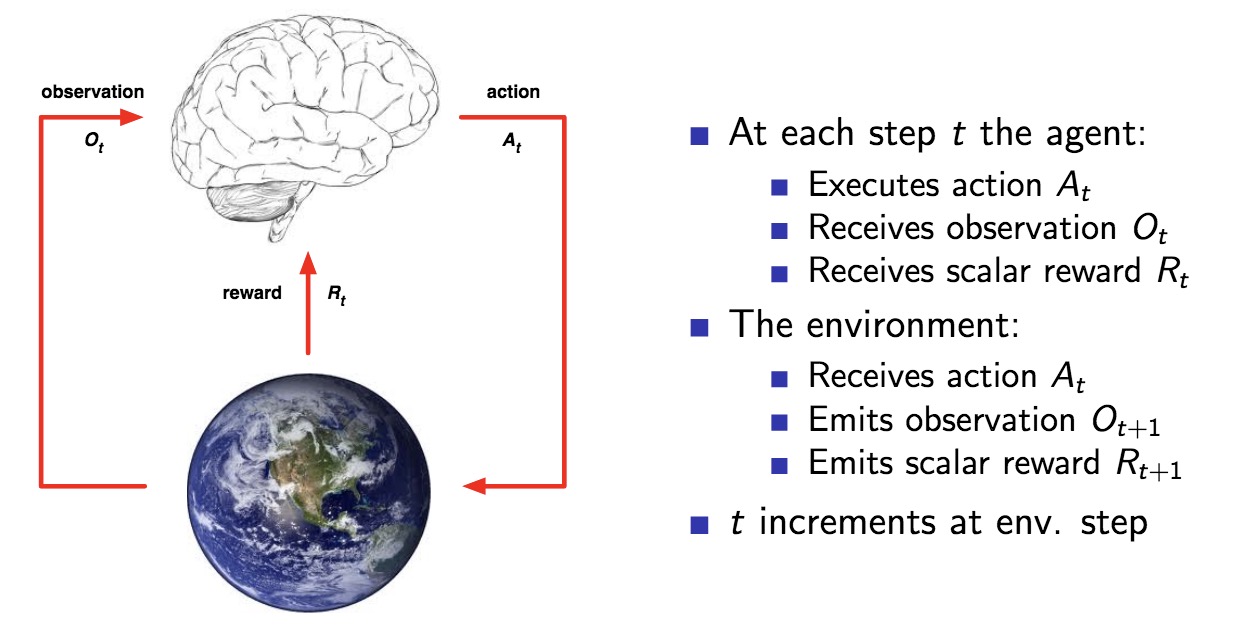 observation
O_t
action
A_t
reward
R_t
At each step t the agent:
Executes action A_t
Receives observation O_t
Receives scalar reward R_t
The environment:
Receives action A_t
Emits observation O_{t+1}
Emits scalar reward R_{t+1}
t increments at env. step